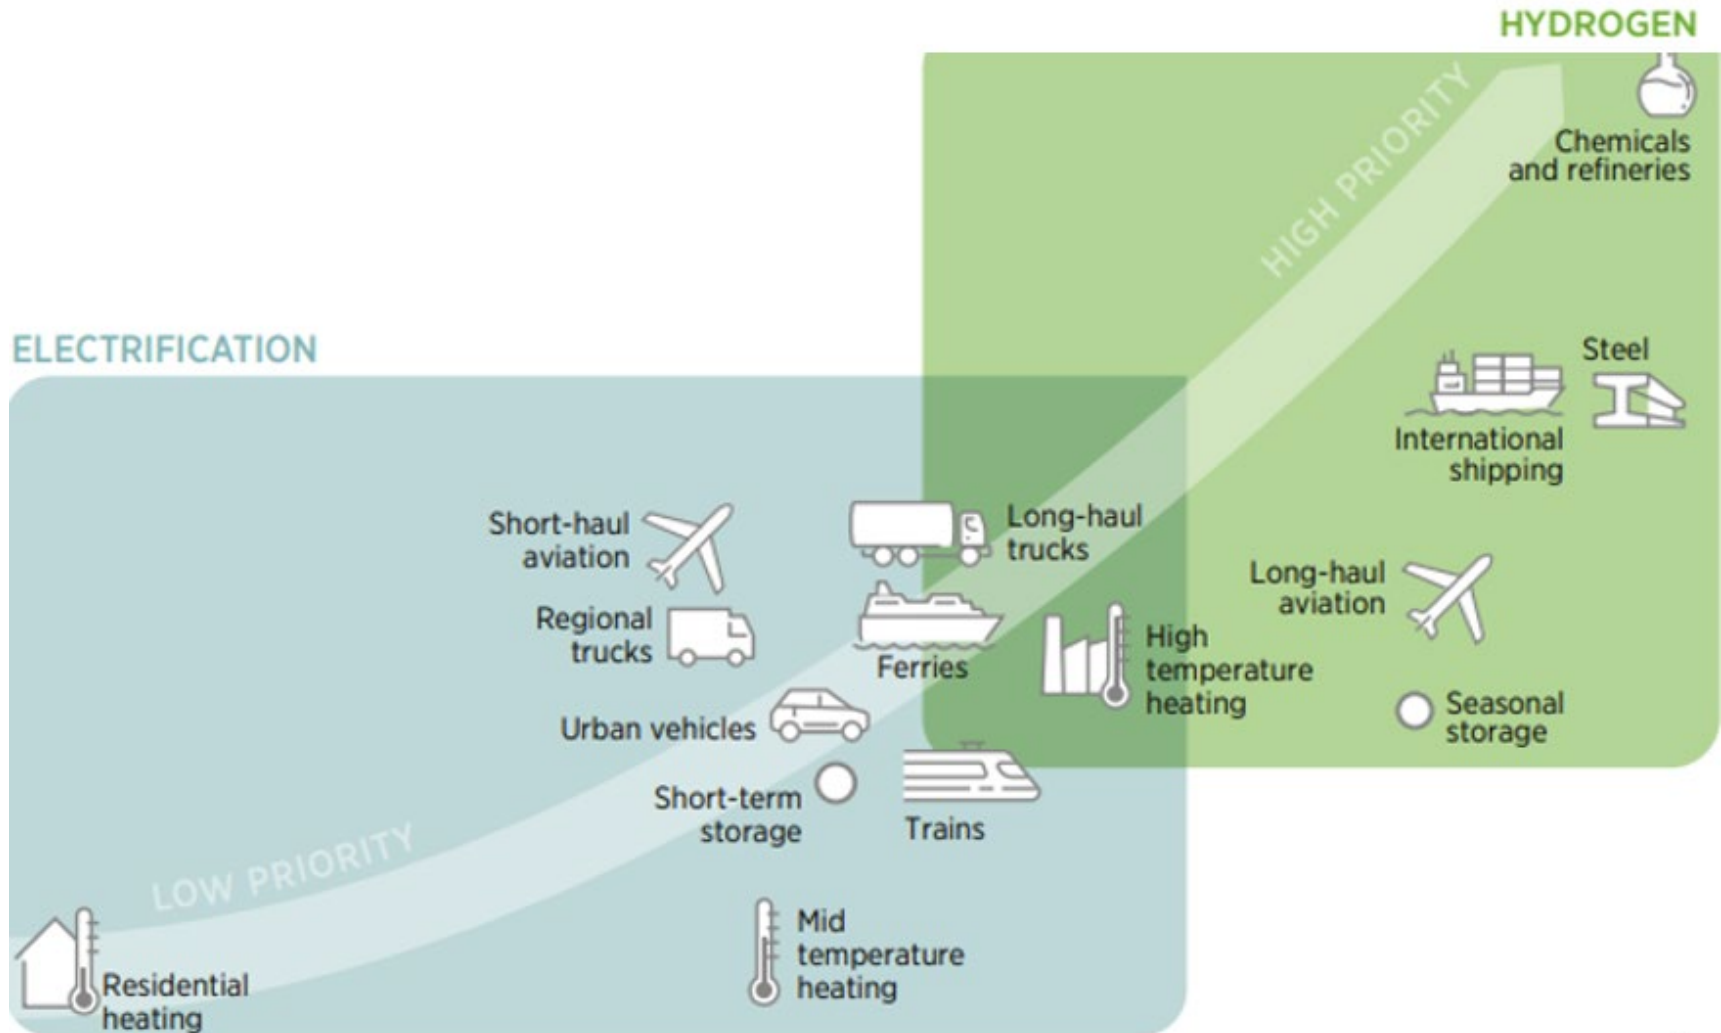 HYDROGEN
HIGH PRIORITY
Chemicals
and refineries
ELECTRIFICATION
Steel
International
shipping
Short-haul
aviation
Long-haul
trucks
Long-haul
aviation
Regional
trucks
Ferries
High
temperature
heating
Urban vehicles
Seasonal
storage
Short-term
storage
Trains
LOW PRIORITY
Mid
temperature
heating
Residential
heating